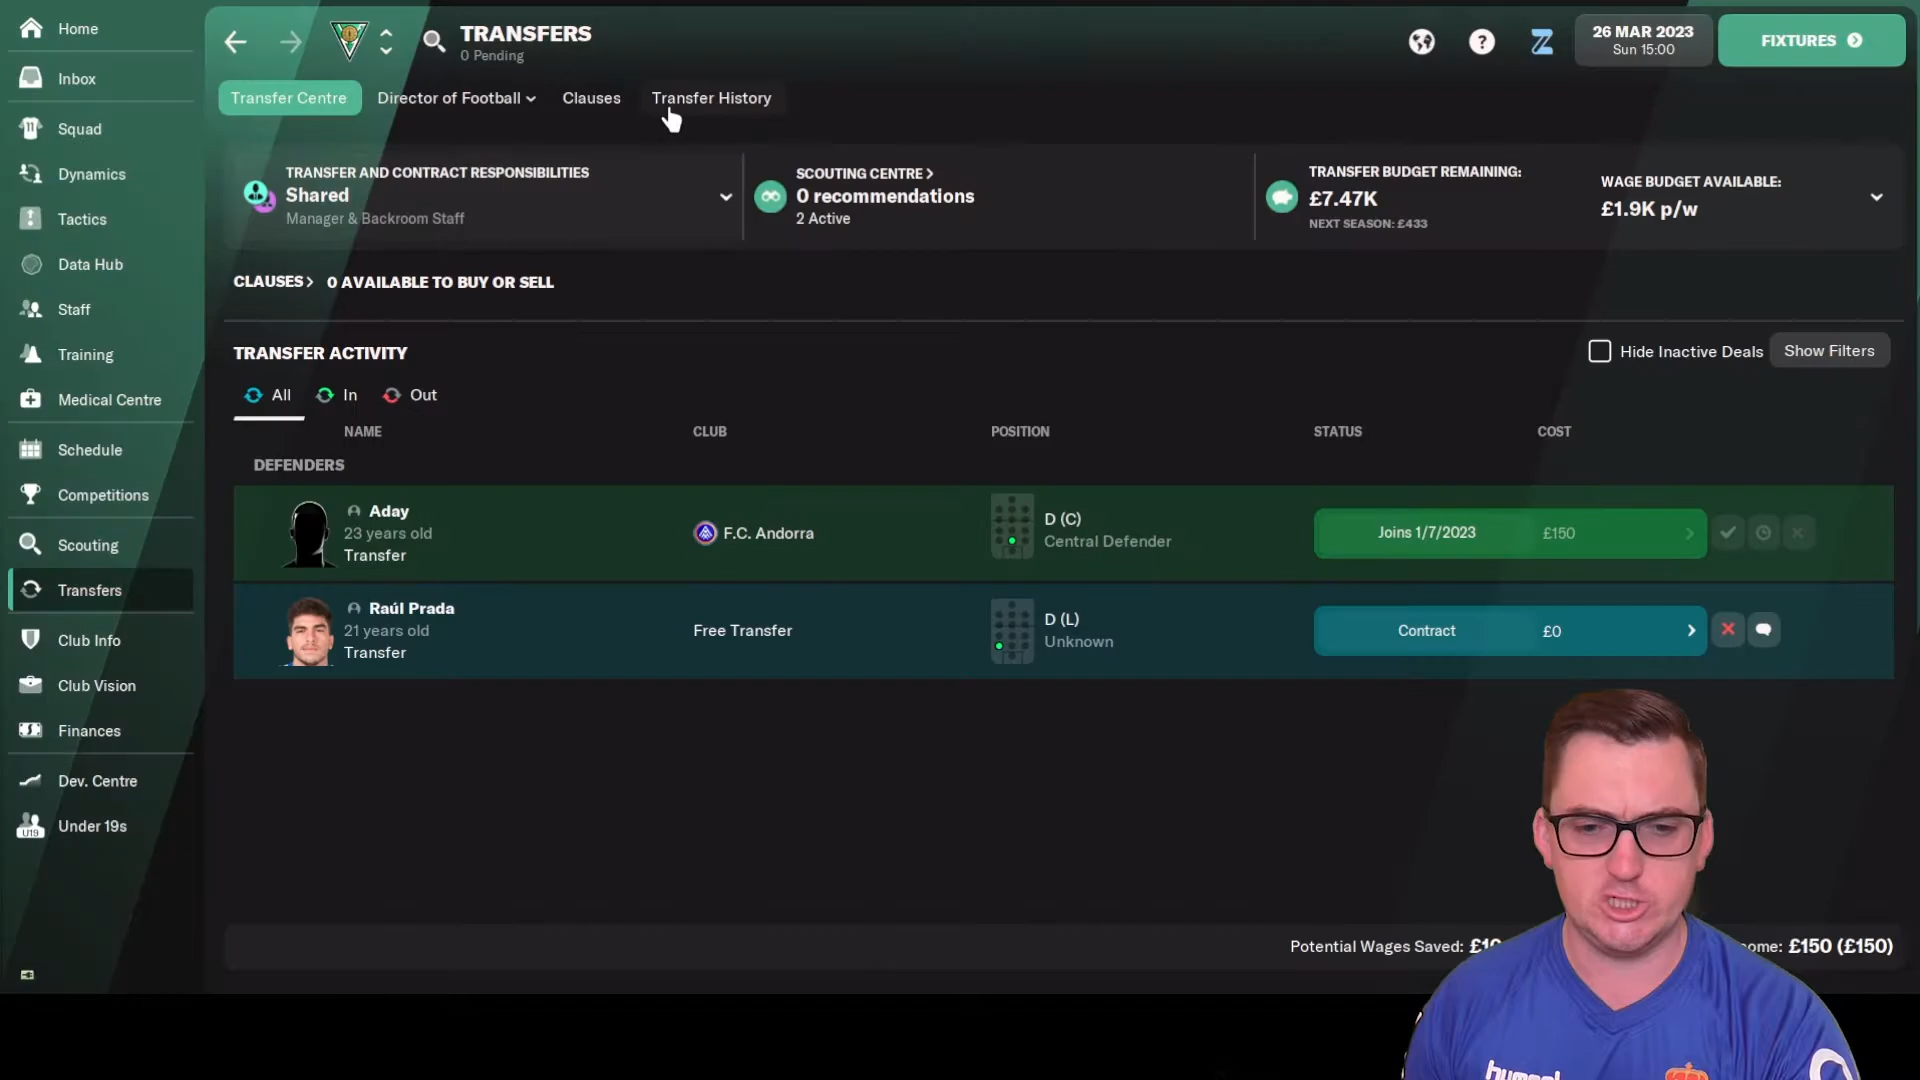 Home
Inbox
Squad
Dynamics
Tactics
Data Hub
Staff
Training
Medical Centre
Schedule
Competitions
Scouting
Transfers
Club Info
Club Vision
Finances
Dev. Centre
U19
Under 19s
TRANSFERS
0 Pending
26 MAR 2023
Sun 15:00
FIXTURES
Transfer Centre
Director of Football
Clauses
Transfer History
TRANSFER AND CONTRACT RESPONSIBILITIES
Shared
Manager & Backroom Staff
SCOUTING CENTRE >
0 recommendations
2 Active
TRANSFER BUDGET REMAINING:
£7.47K
NEXT SEASON: £433
WAGE BUDGET AVAILABLE:
£1.9K p/w
CLAUSES > 0 AVAILABLE TO BUY OR SELL
TRANSFER ACTIVITY
Hide Inactive Deals
Show Filters
All
In
Out
NAME CLUB POSITION STATUS COST
DEFENDERS
Aday
23 years old
Transfer
F.C. Andorra
D (C)
Central Defender
Joins 1/7/2023 £150
Raúl Prada
21 years old
Transfer
Free Transfer
D (L)
Unknown
Contract £0
Potential Wages Saved:
£150 (£150)
hummel